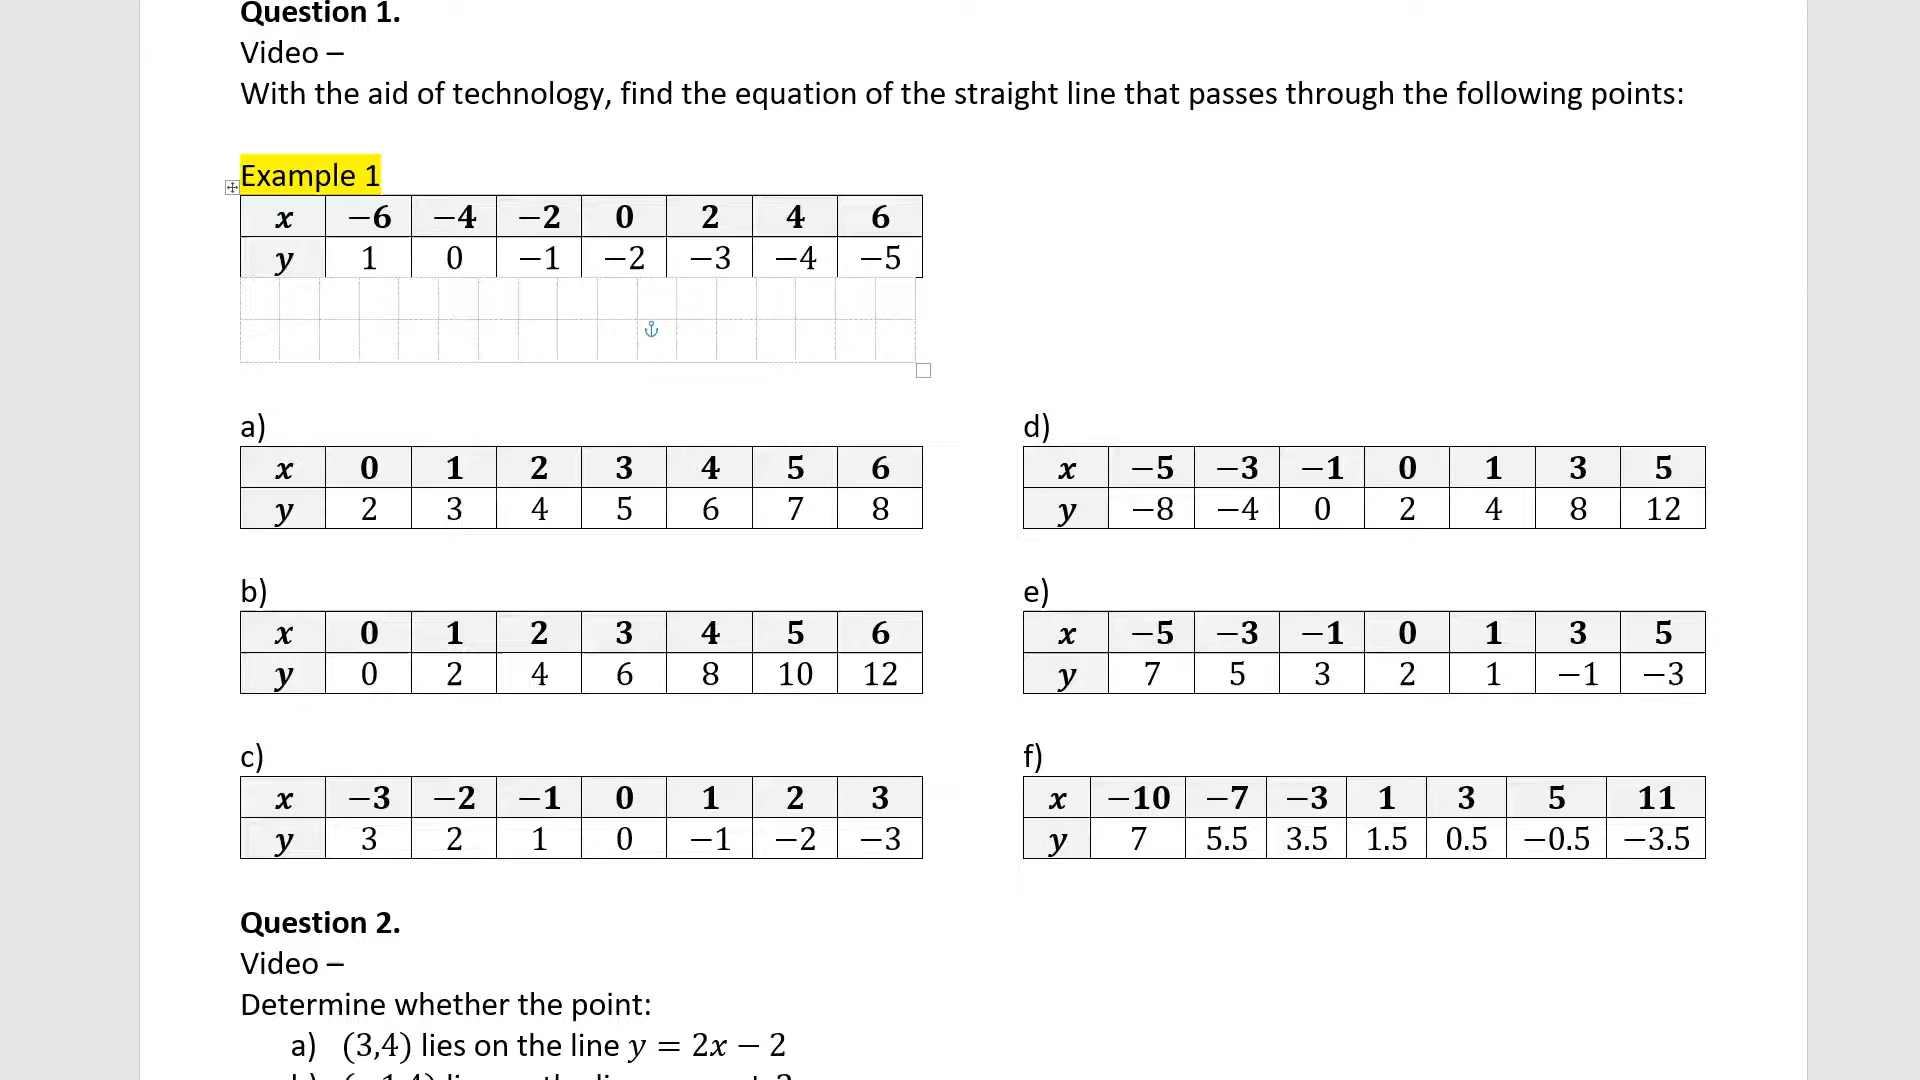 Question 1.
Video –
With the aid of technology, find the equation of the straight line that passes through the following points:
Example 1
x −6 −4 −2 0 2 4 6
y 1 0 −1 −2 −3 −4 −5
a)
x 0 1 2 3 4 5 6
y 2 3 4 5 6 7 8
b)
x 0 1 2 3 4 5 6
y 0 2 4 6 8 10 12
c)
x −3 −2 −1 0 1 2 3
y 3 2 1 0 −1 −2 −3
d)
x −5 −3 −1 0 1 3 5
y −8 −4 0 2 4 8 12
e)
x −5 −3 −1 0 1 3 5
y 7 5 3 2 1 −1 −3
f)
x −10 −7 −3 1 3 5 11
y 7 5.5 3.5 1.5 0.5 −0.5 −3.5
Question 2.
Video –
Determine whether the point:
a) (3,4) lies on the line y = 2x − 2